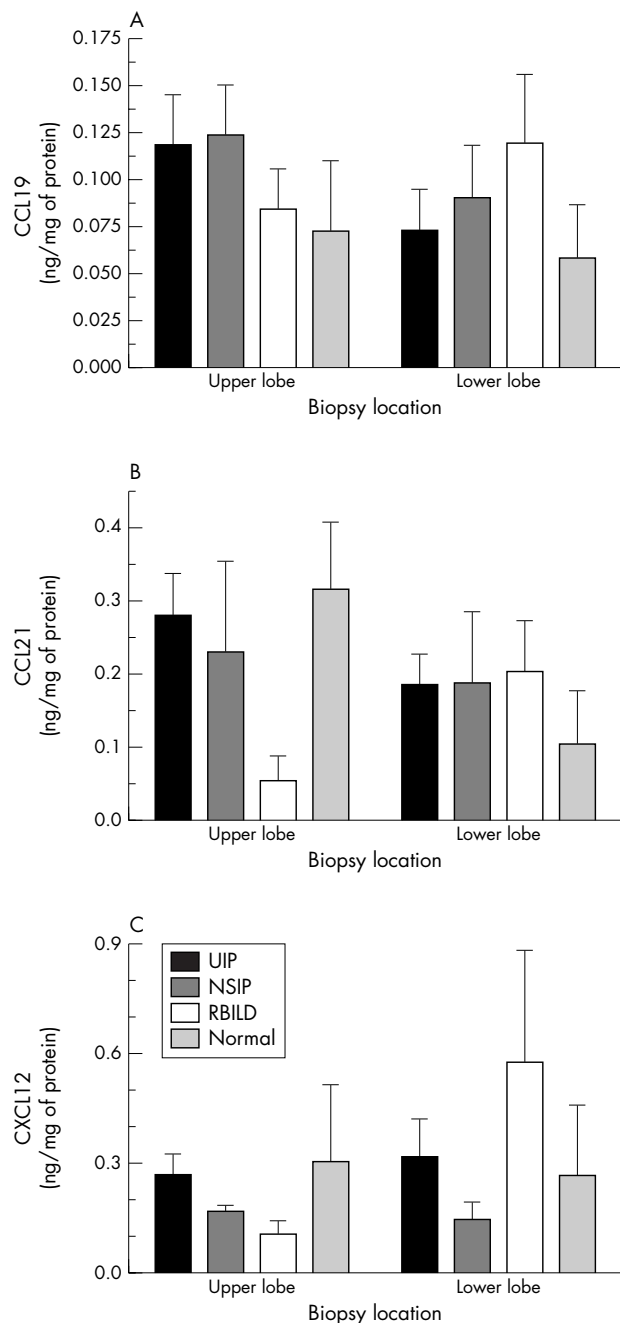 A
0.175
0.150
0.125
0.100
0.075
0.050
0.025
0.000
CCL19
(ng/mg of protein)
Upper lobe
Lower lobe
Biopsy location
B
0.4
0.3
0.2
0.1
0.0
CCL21
(ng/mg of protein)
Upper lobe
Lower lobe
Biopsy location
C
0.9
0.6
0.3
0.0
CXCL12
(ng/mg of protein)
UIP
NSIP
RBILD
Normal
Upper lobe
Lower lobe
Biopsy location